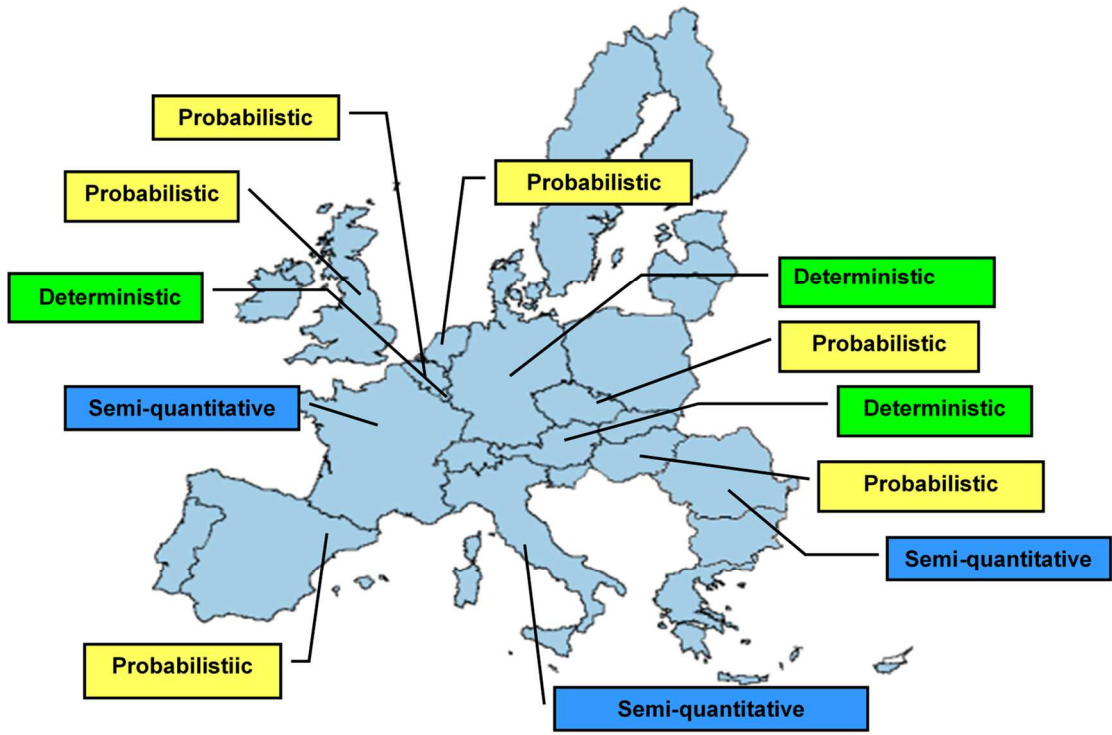 Probabilistic
Probabilistic
Probabilistic
Deterministic
Deterministic
Probabilistic
Semi-quantitative
Deterministic
Probabilistic
Semi-quantitative
Probabilistiic
Semi-quantitative